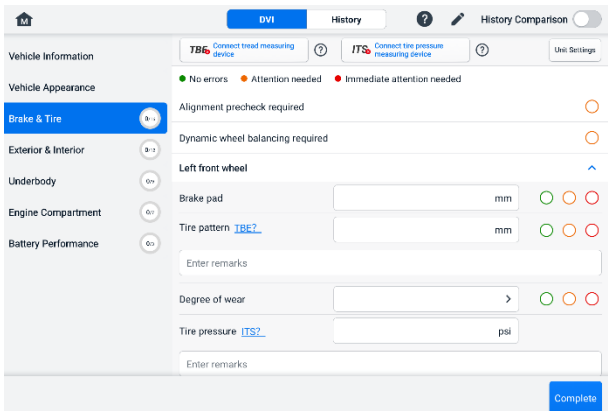 M
DVI
History
?
History Comparison
Vehicle Information
Vehicle Appearance
Brake & Tire
Exterior & Interior
Underbody
Engine Compartment
Battery Performance
TBE
Connect tread measuring
device
?
ITS
Connect tire pressure
measuring device
?
Unit Settings
No errors
Attention needed
Immediate attention needed
Alignment precheck required
Dynamic wheel balancing required
Left front wheel
Brake pad
mm
Tire pattern TBE?
mm
Enter remarks
Degree of wear
Tire pressure ITS?
psi
Enter remarks
Complete